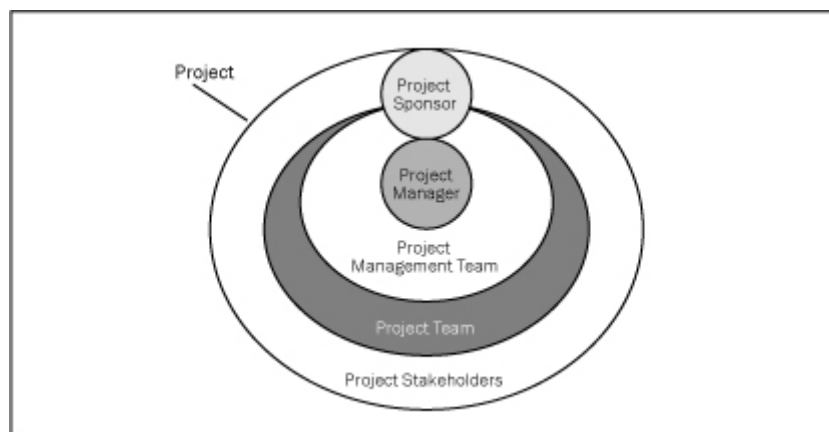 Project
Project
Sponsor
Project
Manager
Project
Management Team
Project Team
Project Stakeholders